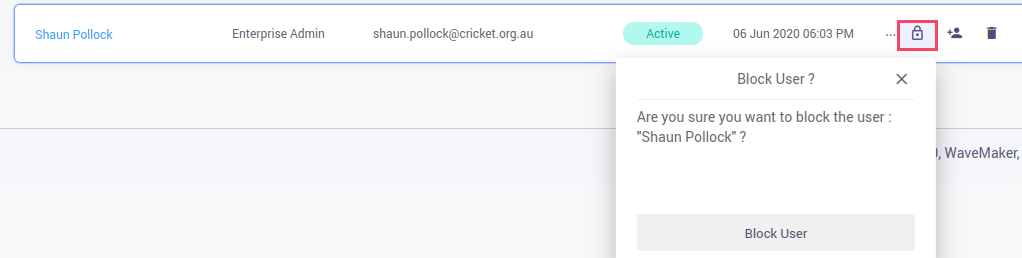 Shaun Pollock Enterprise Admin shaun.pollock@cricket.org.au Active 06 Jun 2020 06:03 PM ...
Block User ?
Are you sure you want to block the user :
"Shaun Pollock" ?
, WaveMaker,
Block User